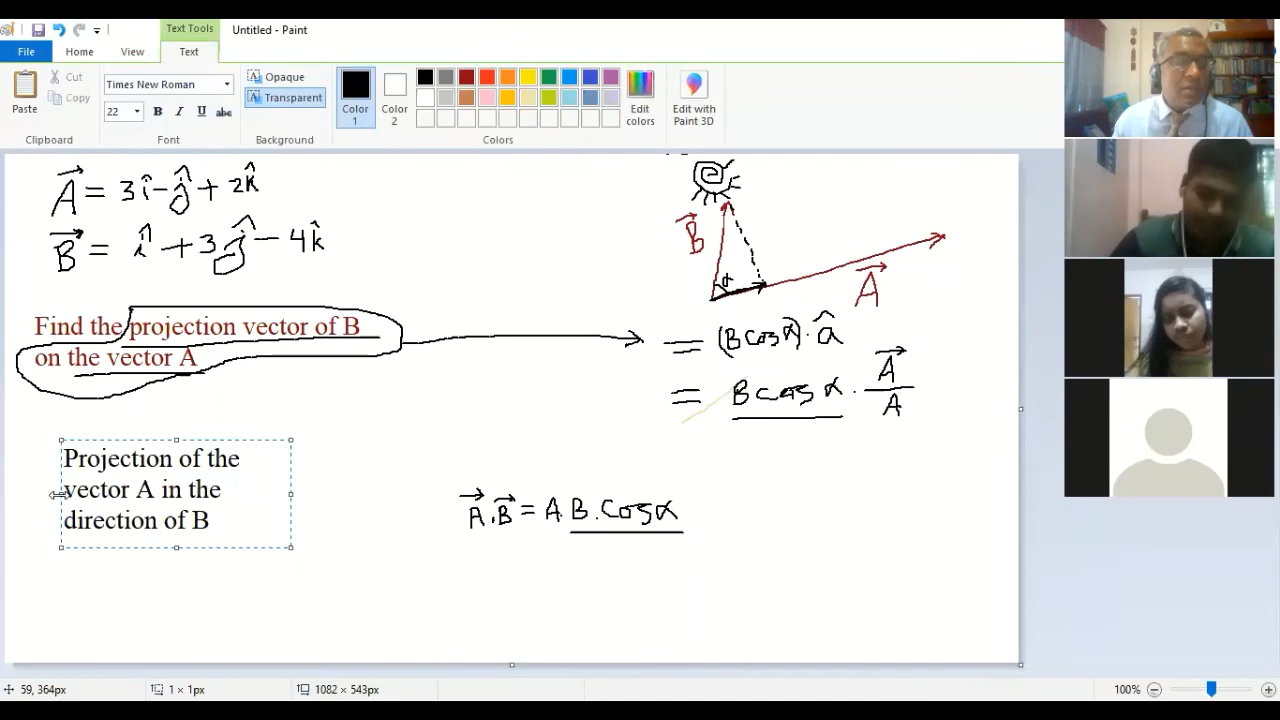 Text Tools
Untitled - Paint
File
Home
View
Text
Paste
Cut
Copy
Times New Roman
22
B I U abc
Opaque
Transparent
Color 1
Color 2
Edit colors
Edit with Paint 3D
Clipboard
Font
Background
Colors
A = 3î - ĵ + 2k̂
B = î + 3ĵ - 4k̂
B
α
A
Find the projection vector of B
on the vector A
= (B cosα) · â
= B cosα · A/A
Projection of the
vector A in the
direction of B
A.B = A.B.Cosα
59, 364px
1 × 1px
1082 × 543px
100%